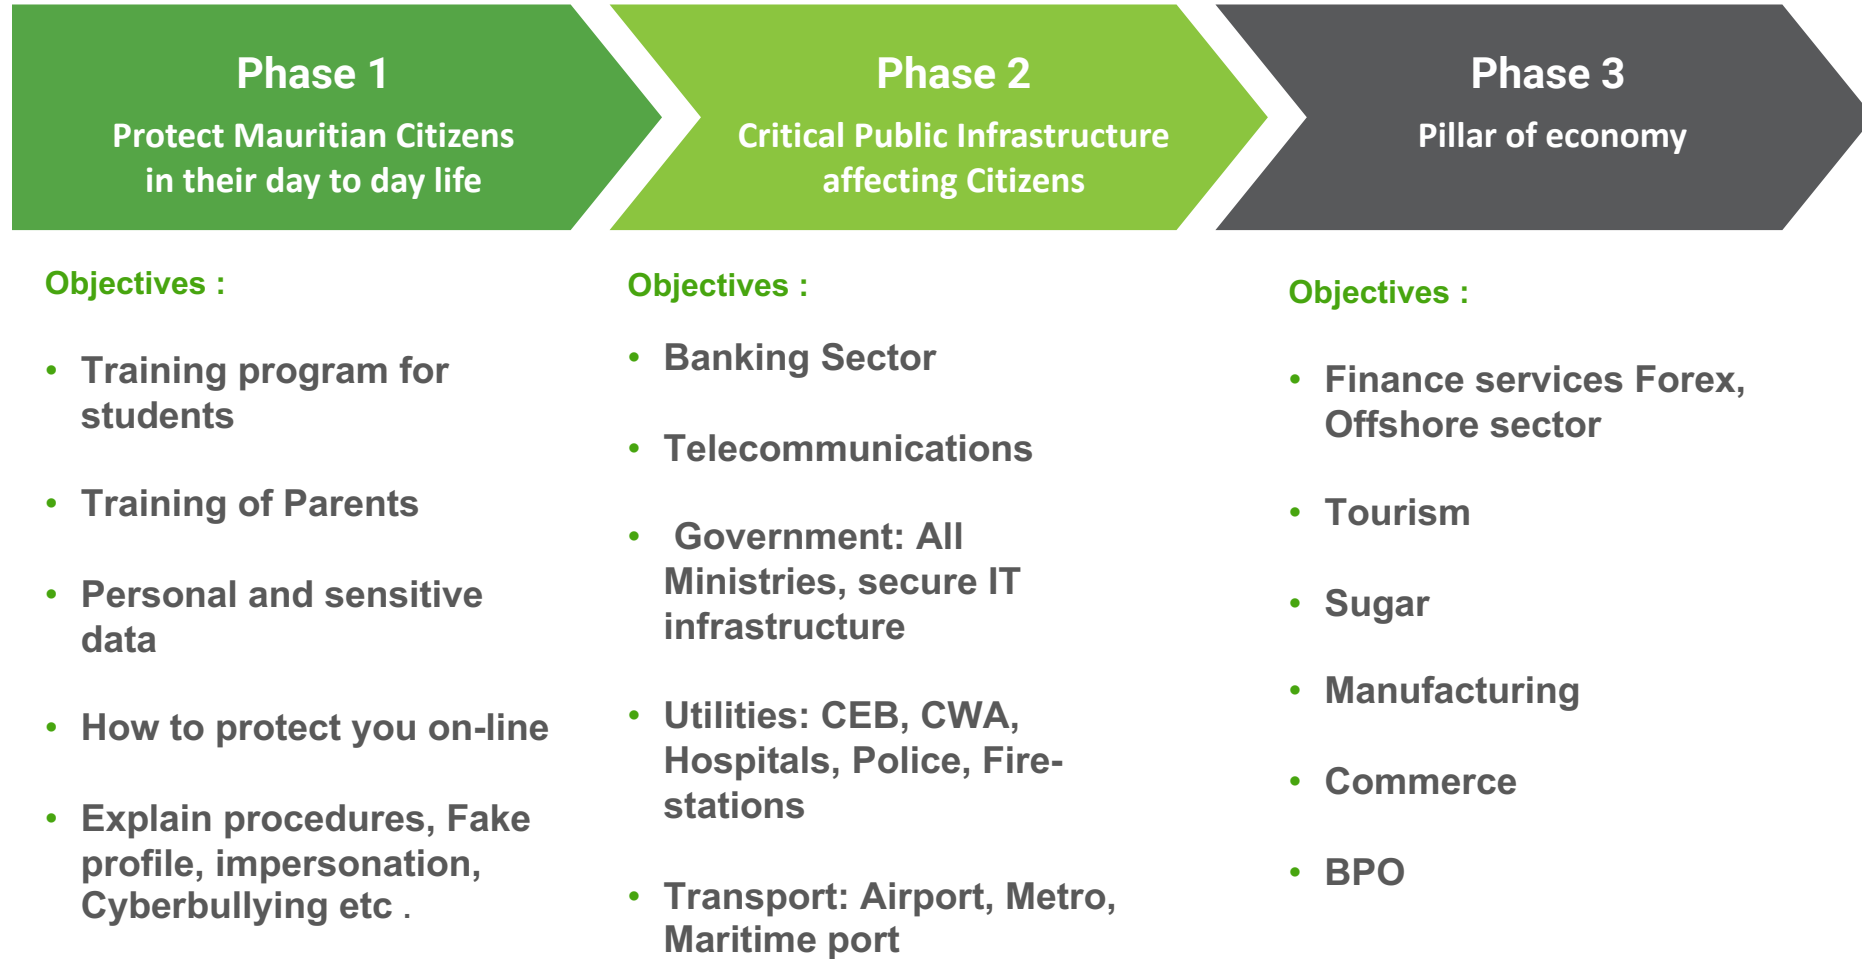 Phase 1
Protect Mauritian Citizens
in their day to day life
Objectives :
• Training program for
students
• Training of Parents
• Personal and sensitive
data
• How to protect you on-line
• Explain procedures, Fake
profile, impersonation,
Cyberbullying etc .
Phase 2
Critical Public Infrastructure
affecting Citizens
Objectives :
• Banking Sector
• Telecommunications
• Government: All
Ministries, secure IT
infrastructure
• Utilities: CEB, CWA,
Hospitals, Police, Fire-
stations
• Transport: Airport, Metro,
Maritime port
Phase 3
Pillar of economy
Objectives :
• Finance services Forex,
Offshore sector
• Tourism
• Sugar
• Manufacturing
• Commerce
• BPO